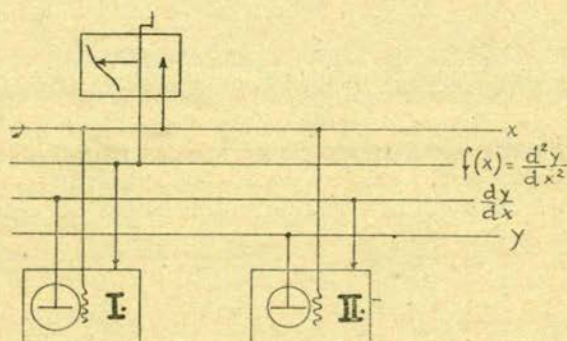 x
f(x) = d²y/dx²
dy/dx
y
I.
II.